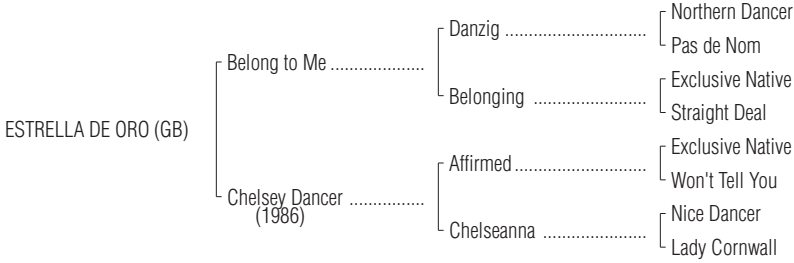 Northern Dancer
Danzig ..............................
Pas de Nom
Belong to Me ....................
Exclusive Native
Belonging ........................
Straight Deal
ESTRELLA DE ORO (GB)
Exclusive Native
Affirmed ............................
Won't Tell You
Chelsey Dancer ................
(1986)
Nice Dancer
Chelseanna ......................
Lady Cornwall